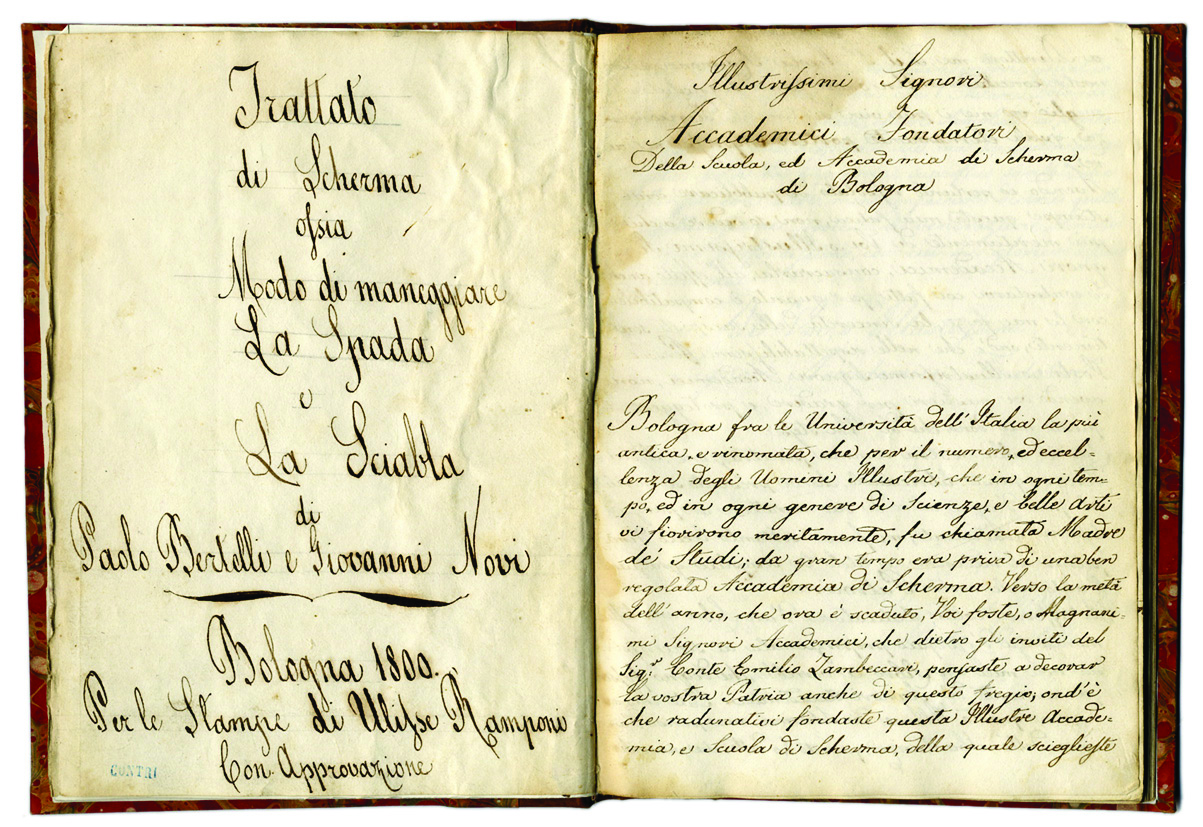 Trattato
di Scherma
oſsia
Modo di maneggiare
La Spada
e
La Sciabla
di
Paolo Bertelli e Giovanni Novi
Bologna 1800.
Per le Stampe di Uliſse Ramponi
Con Approvazione
Illustriſsimi Signori
Accademici Fondatori
Della Scuola, ed Accademia di Scherma
di Bologna
Bologna fra le Università dell'Italia la più
antica, e rinomata, che per il numero, ed eccel-
lenza degli Uomini Illustri, che in ogni tem-
po, ed in ogni genere di Scienze, e belle Arti
vi fiorirono meritamente, fu chiamata Madre
de' Studi; da gran tempo era priva di una ben
regolata Accademia di Scherma. Verso la metà
dell'anno, che ora è scaduto, Voi foste, o Magnani-
mi Signori Accademici, che dietro gli inviti del
Sig.r Conte Emilio Zambeccari, pensaste a decorar
la vostra Patria anche di questo fregio; ond'è
che radunativi fondaste questa Illustre Accade-
mia, e Scuola di Scherma, della quale sciegleste